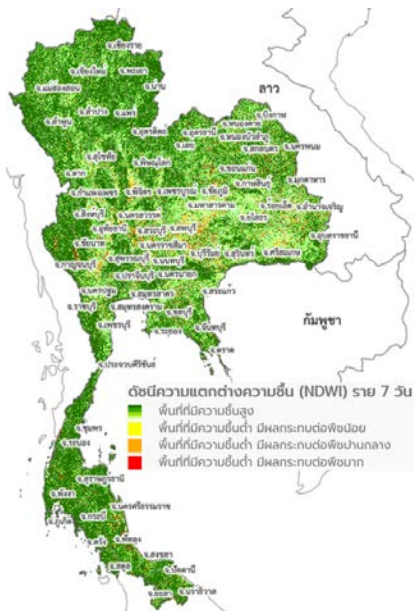 จ.เชียงราย
จ.เชียงใหม่
จ.พะเยา
จ.แม่ฮ่องสอน
จ.น่าน
ลาว
จ.ลำปาง
จ.แพร่
จ.ลำพูน
จ.บึงกาฬ
จ.หนองคาย
จ.อุตรดิตถ์
จ.อุดรธานี
จ.หนองบัวลำภู
จ.นครพนม
จ.เลย
จ.สกลนคร
จ.สุโขทัย
จ.พิษณุโลก
จ.ขอนแก่น
จ.ตาก
จ.กาฬสินธุ์
จ.มุกดาหาร
จ.กำแพงเพชร
จ.พิจิตร
จ.เพชรบูรณ์
จ.ชัยภูมิ
จ.มหาสารคาม
จ.ร้อยเอ็ด
จ.อำนาจเจริญ
จ.สิงห์บุรี
จ.นครสวรรค์
จ.ยโสธร
จ.อุทัยธานี
จ.สระบุรี
จ.ลพบุรี
จ.อุบลราชธานี
จ.ชัยนาท
จ.นครราชสีมา
จ.บุรีรัมย์
จ.สุรินทร์
จ.ศรีสะเกษ
จ.กาญจนบุรี
จ.สุพรรณบุรี
จ.นนทบุรี
จ.ปราจีนบุรี
จ.นครนายก
จ.สระแก้ว
จ.นครปฐม
จ.สมุทรสาคร
จ.ราชบุรี
จ.สมุทรสงคราม
จ.ชลบุรี
กัมพูชา
จ.เพชรบุรี
จ.ระยอง
จ.จันทบุรี
จ.ตราด
จ.ประจวบคีรีขันธ์
ดัชนีความแตกต่างความชื้น (NDWI) ราย 7 วัน
พื้นที่ที่มีความชื้นสูง
พื้นที่ที่มีความชื้นต่ำ มีผลกระทบต่อพืชน้อย
พื้นที่ที่มีความชื้นต่ำ มีผลกระทบต่อพืชปานกลาง
พื้นที่ที่มีความชื้นต่ำ มีผลกระทบต่อพืชมาก
จ.ชุมพร
จ.ระนอง
จ.สุราษฎร์ธานี
จ.พังงา
จ.นครศรีธรรมราช
จ.กระบี่
จ.ภูเก็ต
จ.ตรัง
จ.พัทลุง
จ.สงขลา
จ.สตูล
จ.ปัตตานี
จ.ยะลา
จ.นราธิวาส